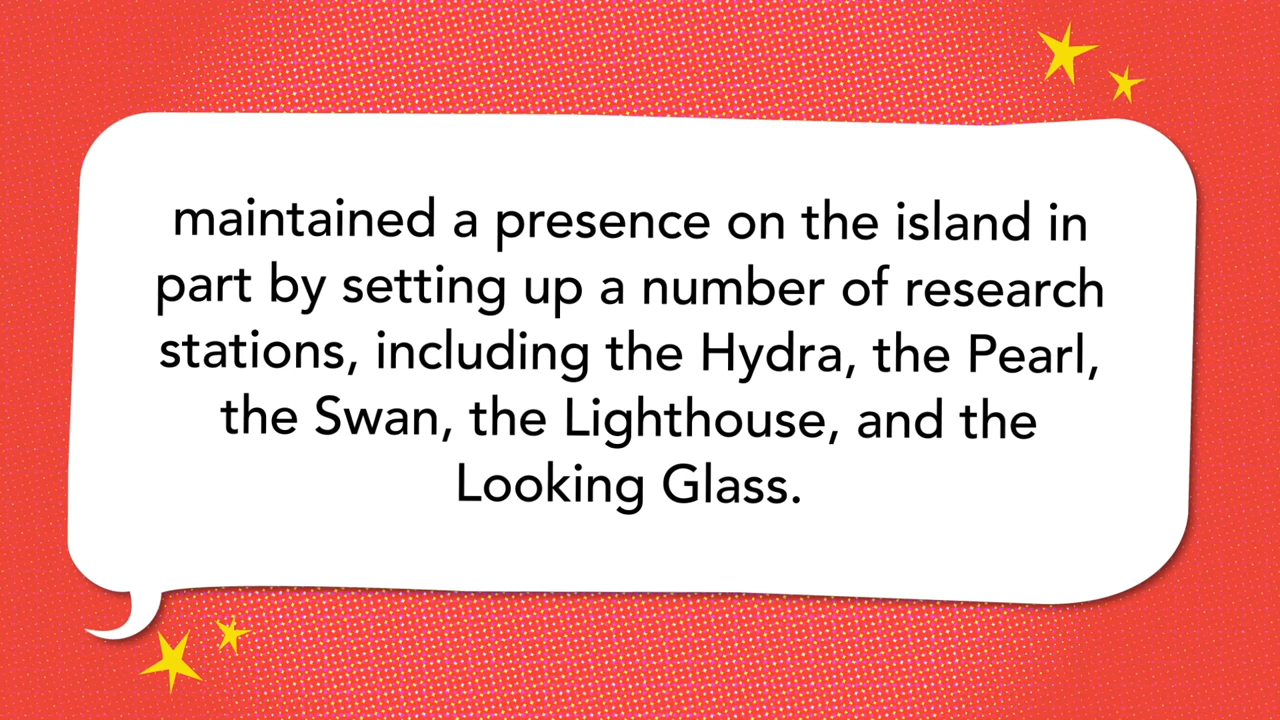 maintained a presence on the island in
part by setting up a number of research
stations, including the Hydra, the Pearl,
the Swan, the Lighthouse, and the
Looking Glass.